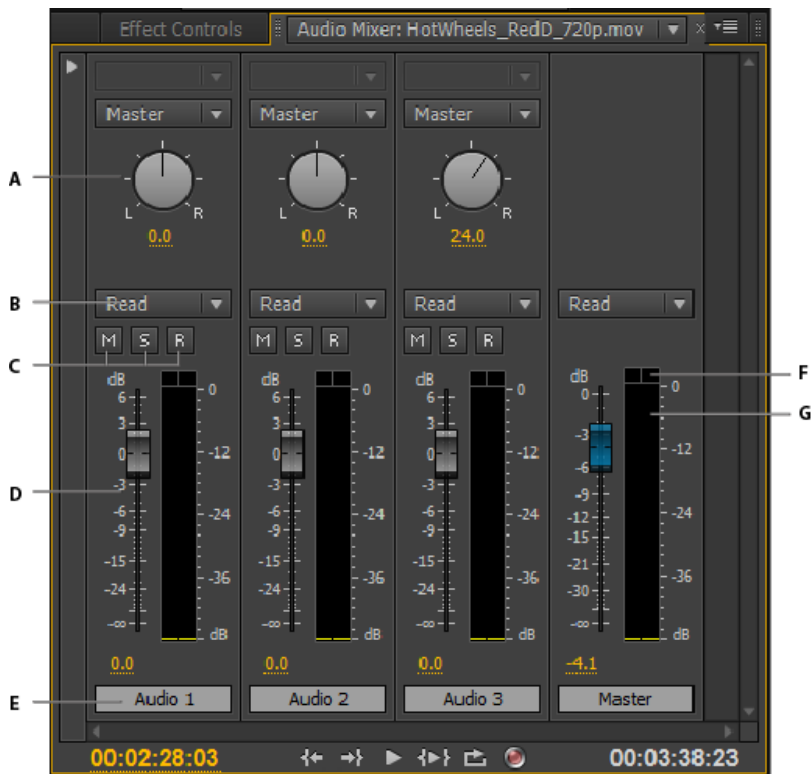 Effect Controls Audio Mixer: HotWheels_RedD_720p.mov
Master Master Master
A
L R L R L R
0.0 0.0 24.0
B Read Read Read Read
M S R M S R M S R
C
F
G
dB 0 dB 0 dB 0 dB 0
6 6 6 0
3 3 3 -3
0 -12 0 -12 0 -12 -6 -12
D -3 -3 -3 -9
-6 -24 -6 -24 -6 -24 -12 -24
-9 -9 -9 -15
-15 -36 -15 -36 -15 -36 -21 -36
-24 -24 -24 -30
-∞ dB -∞ dB -∞ dB -∞ dB
0.0 0.0 0.0 -4.1
E Audio 1 Audio 2 Audio 3 Master
00:02:28:03 00:03:38:23